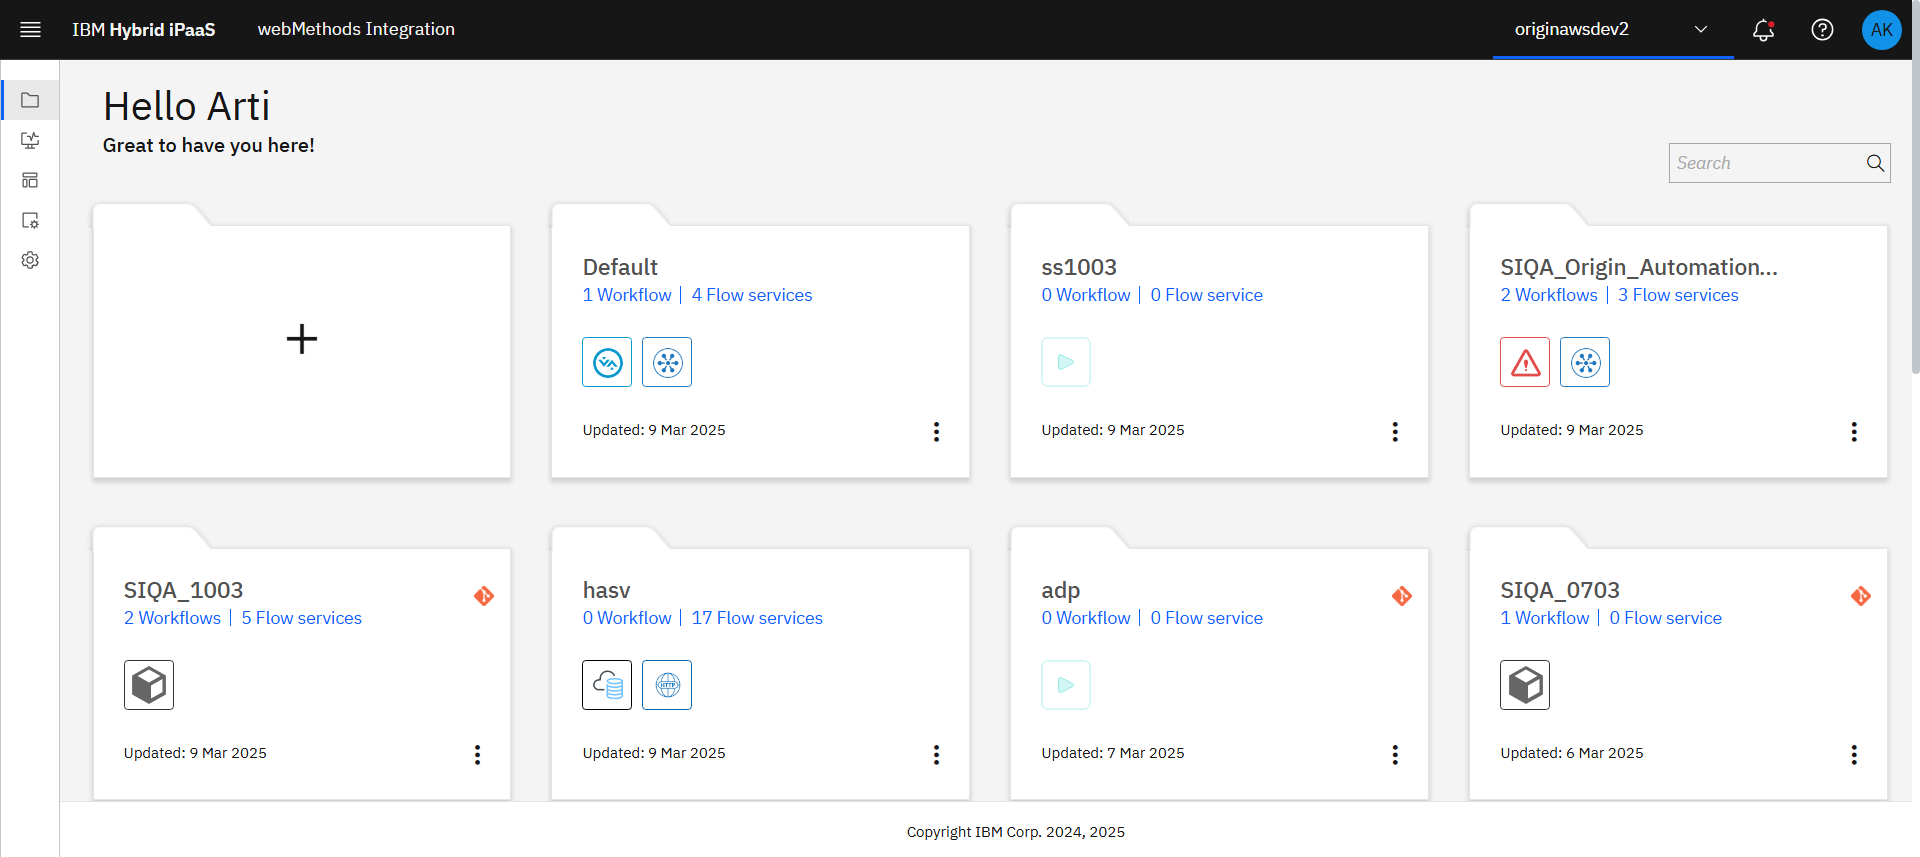 IBM Hybrid iPaaS
webMethods Integration
originawsdev2
AK
Hello Arti
Great to have you here!
Search
Default
1 Workflow | 4 Flow services
Updated: 9 Mar 2025
ss1003
0 Workflow | 0 Flow service
Updated: 9 Mar 2025
SIQA_Origin_Automation...
2 Workflows | 3 Flow services
Updated: 9 Mar 2025
SIQA_1003
2 Workflows | 5 Flow services
Updated: 9 Mar 2025
hasv
0 Workflow | 17 Flow services
HTTP
Updated: 9 Mar 2025
adp
0 Workflow | 0 Flow service
Updated: 7 Mar 2025
SIQA_0703
1 Workflow | 0 Flow service
Updated: 6 Mar 2025
Copyright IBM Corp. 2024, 2025